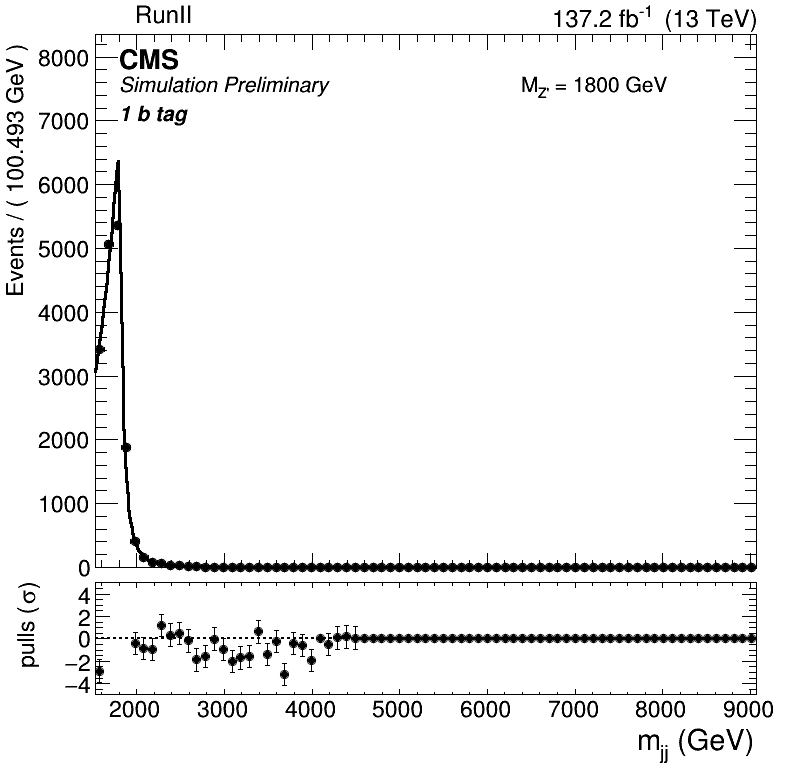 RunII 137.2 fb-1 (13 TeV)
CMS
Simulation Preliminary
MZ' = 1800 GeV
1 b tag
Events / ( 100.493 GeV )
8000
7000
6000
5000
4000
3000
2000
1000
0
pulls (σ)
4
2
0
−2
−4
2000 3000 4000 5000 6000 7000 8000 9000
mjj (GeV)